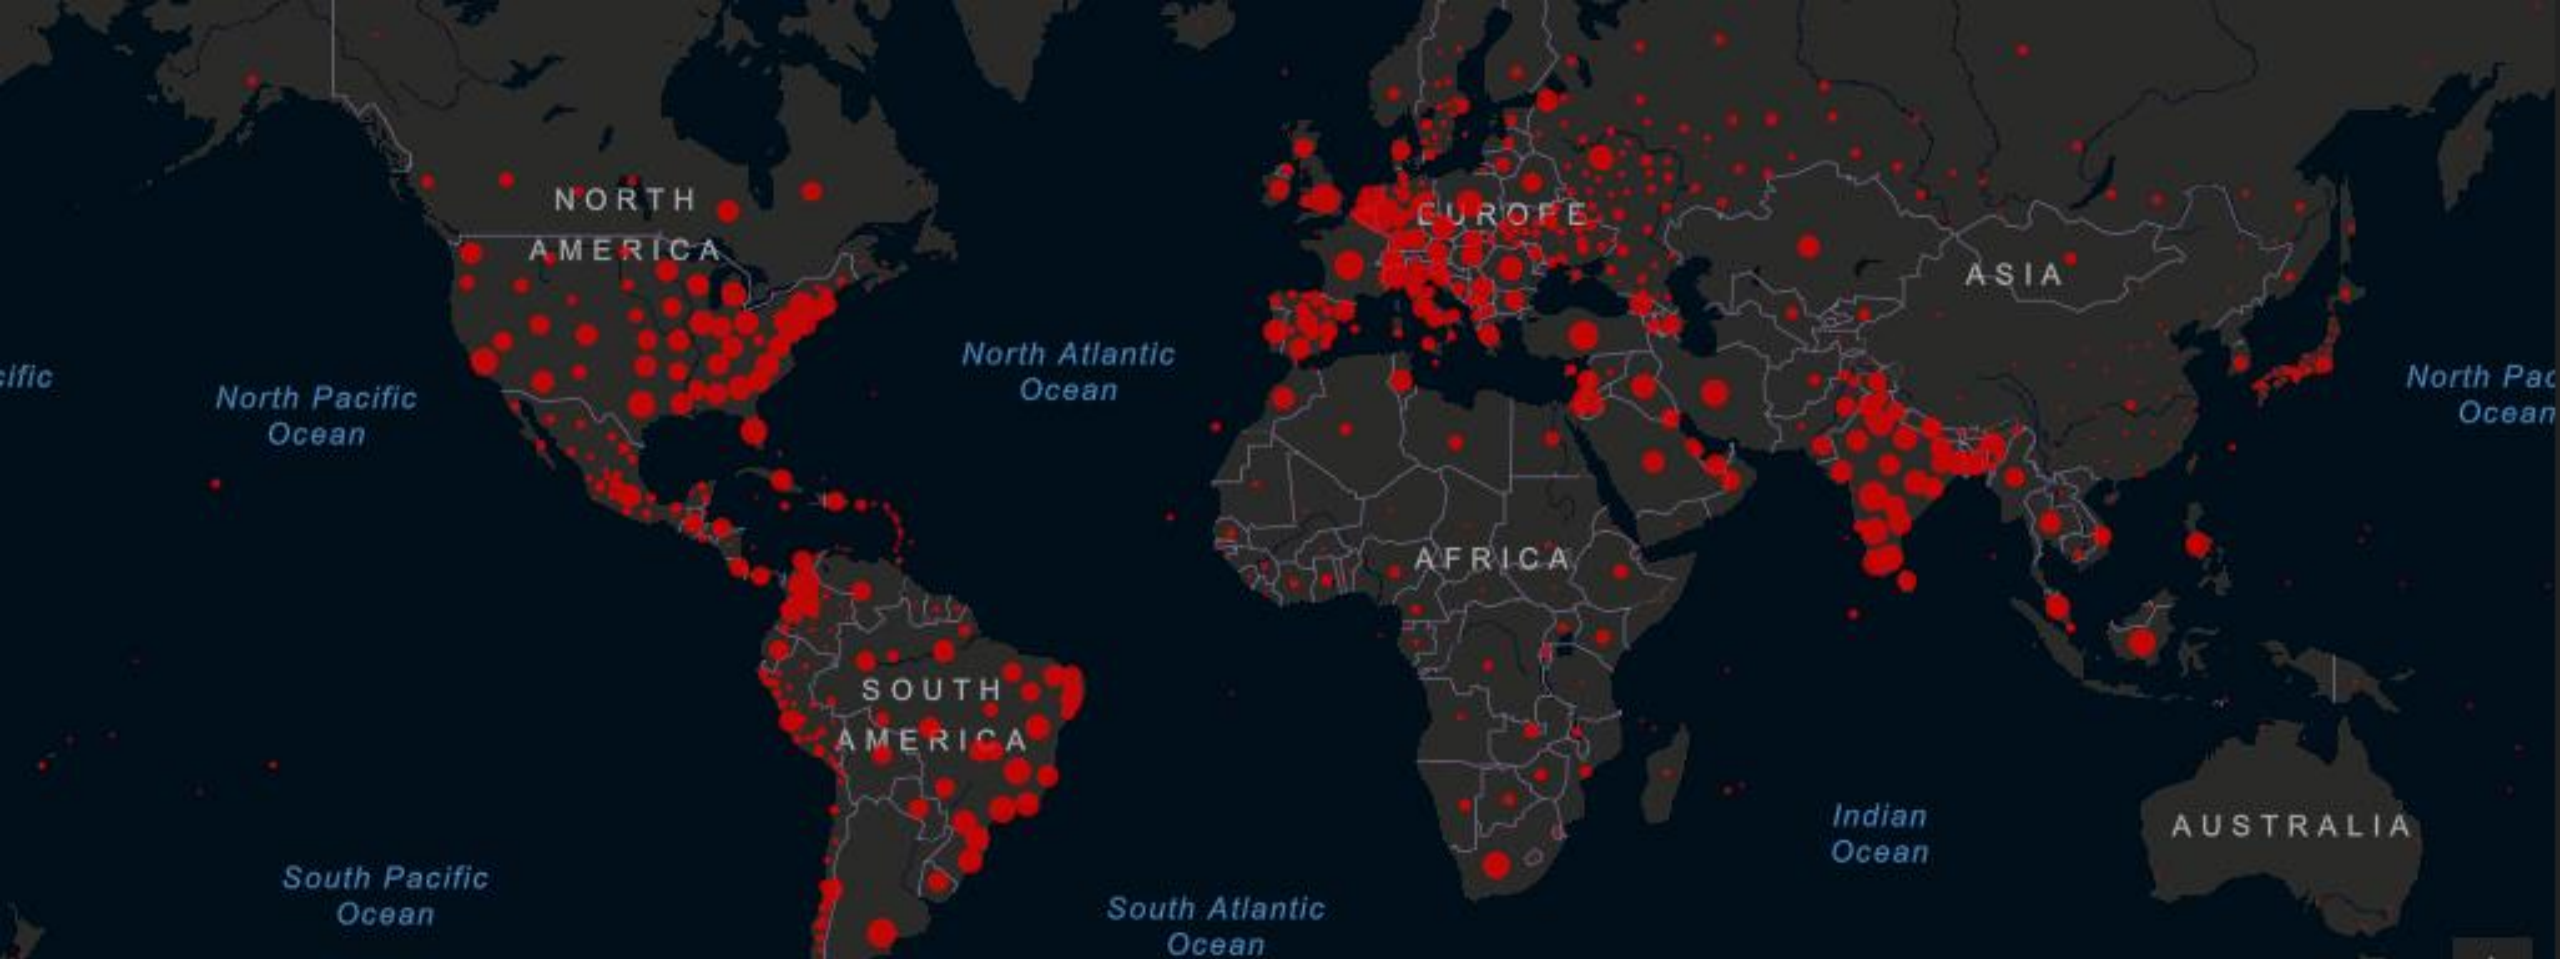 NORTH
AMERICA
EUROPE
ASIA
North Atlantic
Ocean
cific
North Pacific
Ocean
North Pac
Ocean
AFRICA
SOUTH
AMERICA
Indian
Ocean
AUSTRALIA
South Pacific
Ocean
South Atlantic
Ocean